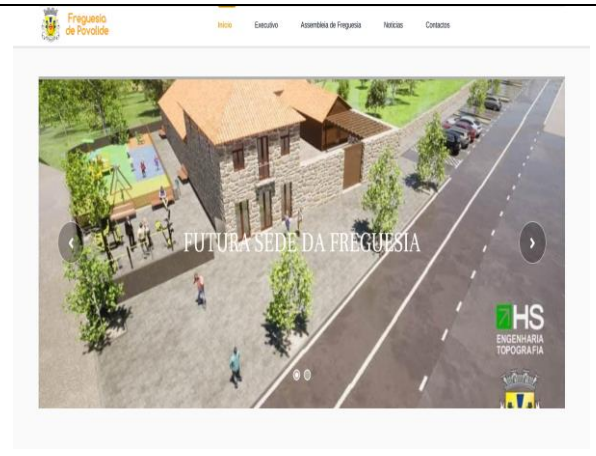 Freguesia
de Povolide
Início Executivo Assembleia de Freguesia Notícias Contactos
FUTURA SEDE DA FREGUESIA
HS
ENGENHARIA
TOPOGRAFIA